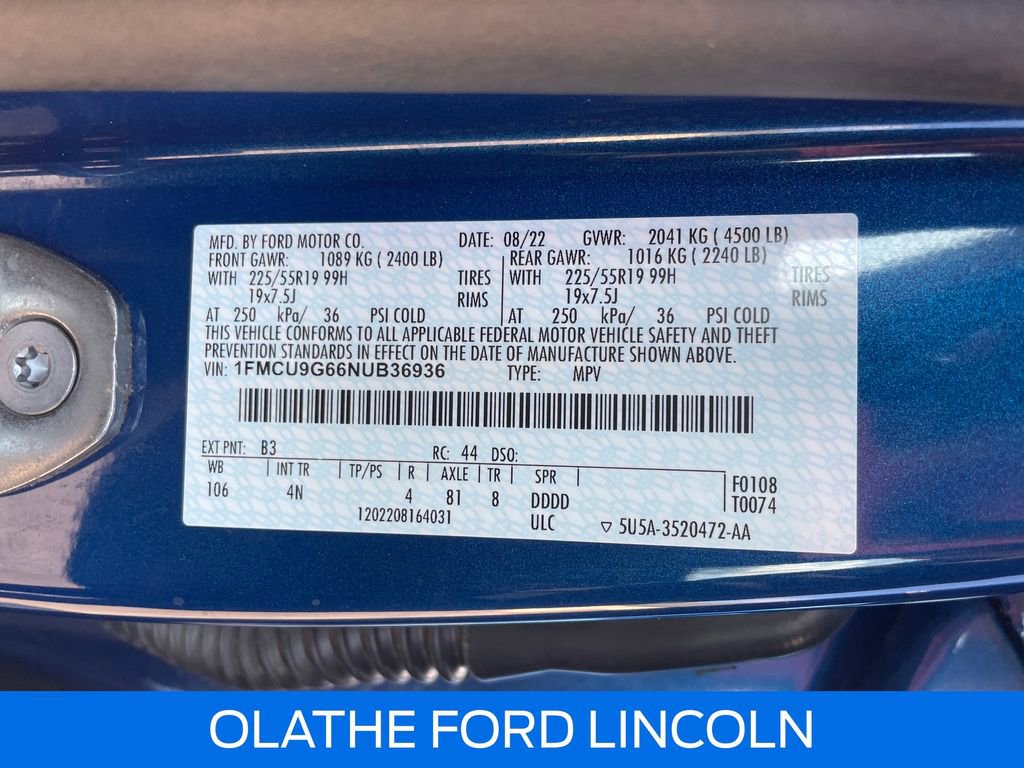 MFD. BY FORD MOTOR CO. DATE: 08/22 GVWR: 2041 KG ( 4500 LB)
FRONT GAWR: 1089 KG ( 2400 LB) REAR GAWR: 1016 KG ( 2240 LB)
WITH 225/55R19 99H TIRES WITH 225/55R19 99H TIRES
19x7.5J RIMS 19x7.5J RIMS
AT 250 kPa/ 36 PSI COLD AT 250 kPa/ 36 PSI COLD
THIS VEHICLE CONFORMS TO ALL APPLICABLE FEDERAL MOTOR VEHICLE SAFETY AND THEFT
PREVENTION STANDARDS IN EFFECT ON THE DATE OF MANUFACTURE SHOWN ABOVE.
VIN: 1FMCU9G66NUB36936 TYPE: MPV
EXT PNT: B3 RC: 44 DSO:
WB INT TR TP/PS R AXLE TR SPR F0108
106 4N 4 81 8 DDDD T0074
1202208164031 ULC ▽ 5U5A-3520472-AA
OLATHE FORD LINCOLN